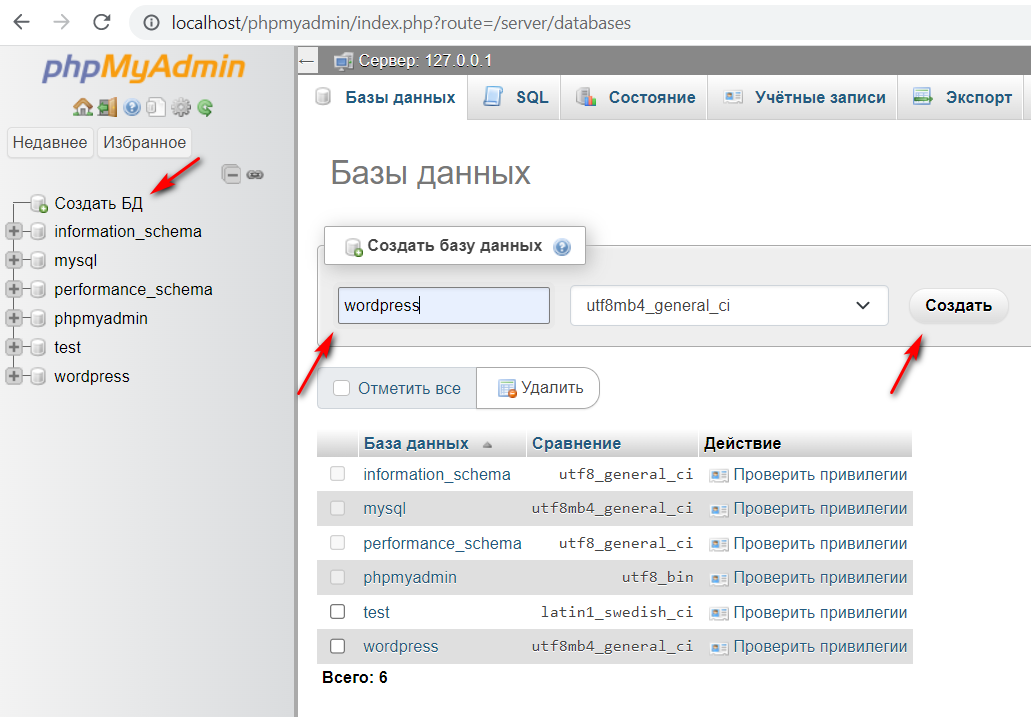 localhost/phpmyadmin/index.php?route=/server/databases
phpMyAdmin
Недавнее Избранное
Создать БД
information_schema
mysql
performance_schema
phpmyadmin
test
wordpress
Сервер: 127.0.0.1
Базы данных SQL Состояние Учётные записи Экспорт
Базы данных
Создать базу данных
wordpress utf8mb4_general_ci Создать
Отметить все Удалить
База данных Сравнение Действие
information_schema utf8_general_ci Проверить привилегии
mysql utf8mb4_general_ci Проверить привилегии
performance_schema utf8_general_ci Проверить привилегии
phpmyadmin utf8_bin Проверить привилегии
test latin1_swedish_ci Проверить привилегии
wordpress utf8mb4_general_ci Проверить привилегии
Всего: 6